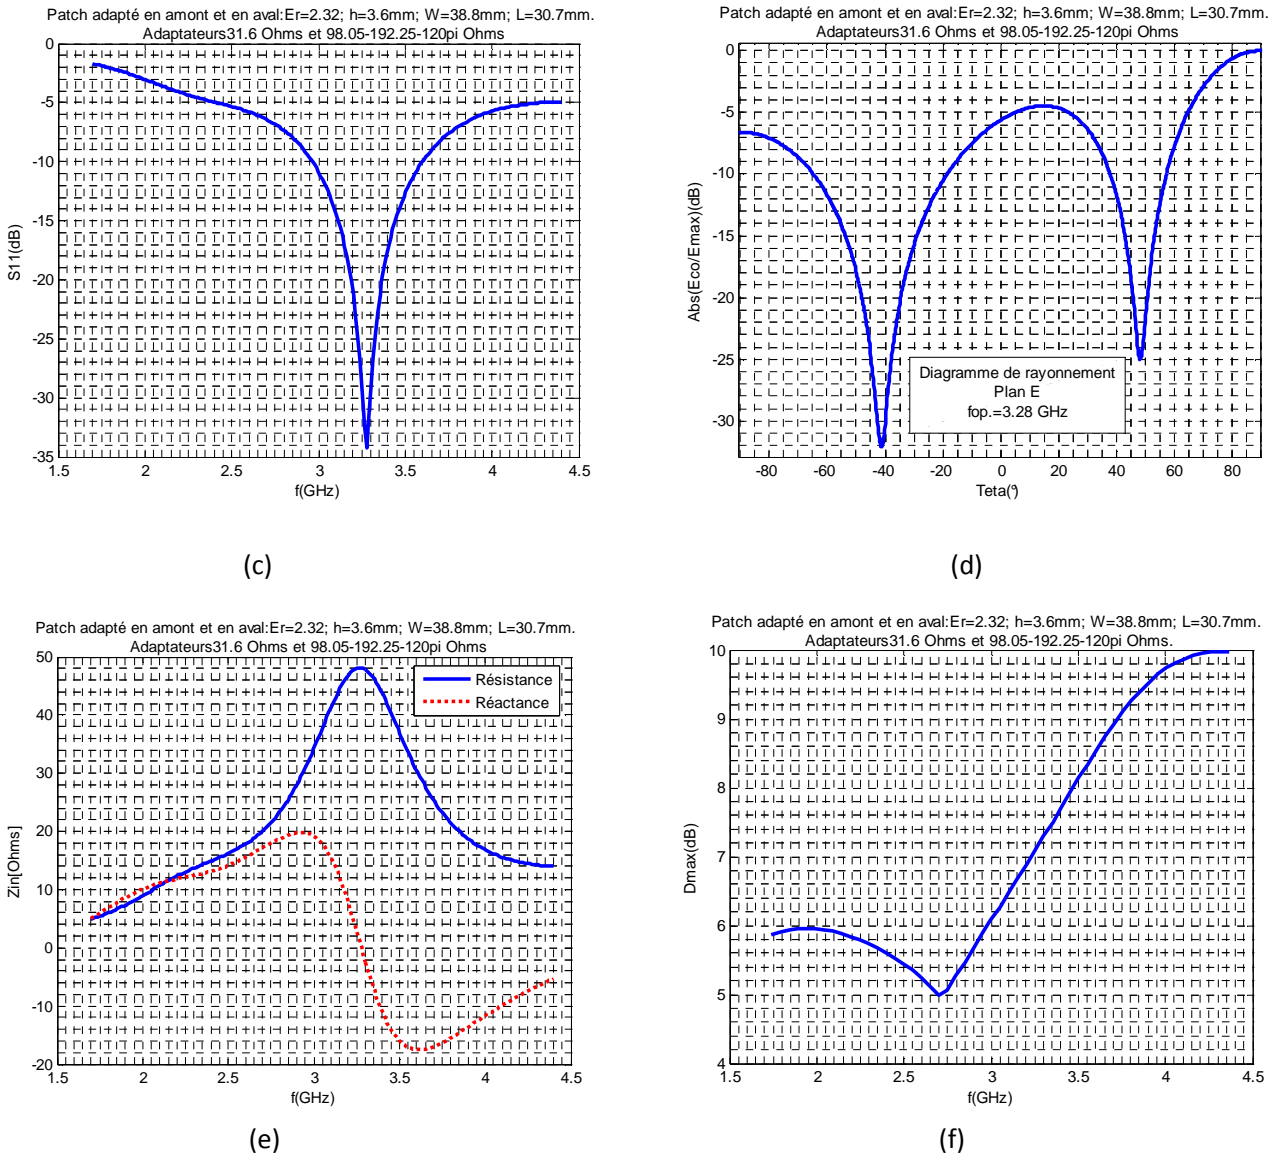 Patch adapté en amont et en aval:Er=2.32; h=3.6mm; W=38.8mm; L=30.7mm.
Adaptateurs31.6 Ohms et 98.05-192.25-120pi Ohms
0
-5
-10
-15
-20
-25
-30
-35
S11(dB)
1.5
2
2.5
3
3.5
4
4.5
f(GHz)
(c)
Patch adapté en amont et en aval:Er=2.32; h=3.6mm; W=38.8mm; L=30.7mm.
Adaptateurs31.6 Ohms et 98.05-192.25-120pi Ohms
0
-5
-10
-15
-20
-25
-30
Abs(Eco/Emax)(dB)
Diagramme de rayonnement
Plan E
fop.=3.28 GHz
-80
-60
-40
-20
0
20
40
60
80
Teta(°)
(d)
Patch adapté en amont et en aval:Er=2.32; h=3.6mm; W=38.8mm; L=30.7mm.
Adaptateurs31.6 Ohms et 98.05-192.25-120pi Ohms
50
40
30
20
10
0
-10
-20
Zin[Ohms]
Résistance
Réactance
1.5
2
2.5
3
3.5
4
4.5
f(GHz)
(e)
Patch adapté en amont et en aval:Er=2.32; h=3.6mm; W=38.8mm; L=30.7mm.
Adaptateurs31.6 Ohms et 98.05-192.25-120pi Ohms.
10
9
8
7
6
5
4
Dmax(dB)
1.5
2
2.5
3
3.5
4
4.5
f(GHz)
(f)